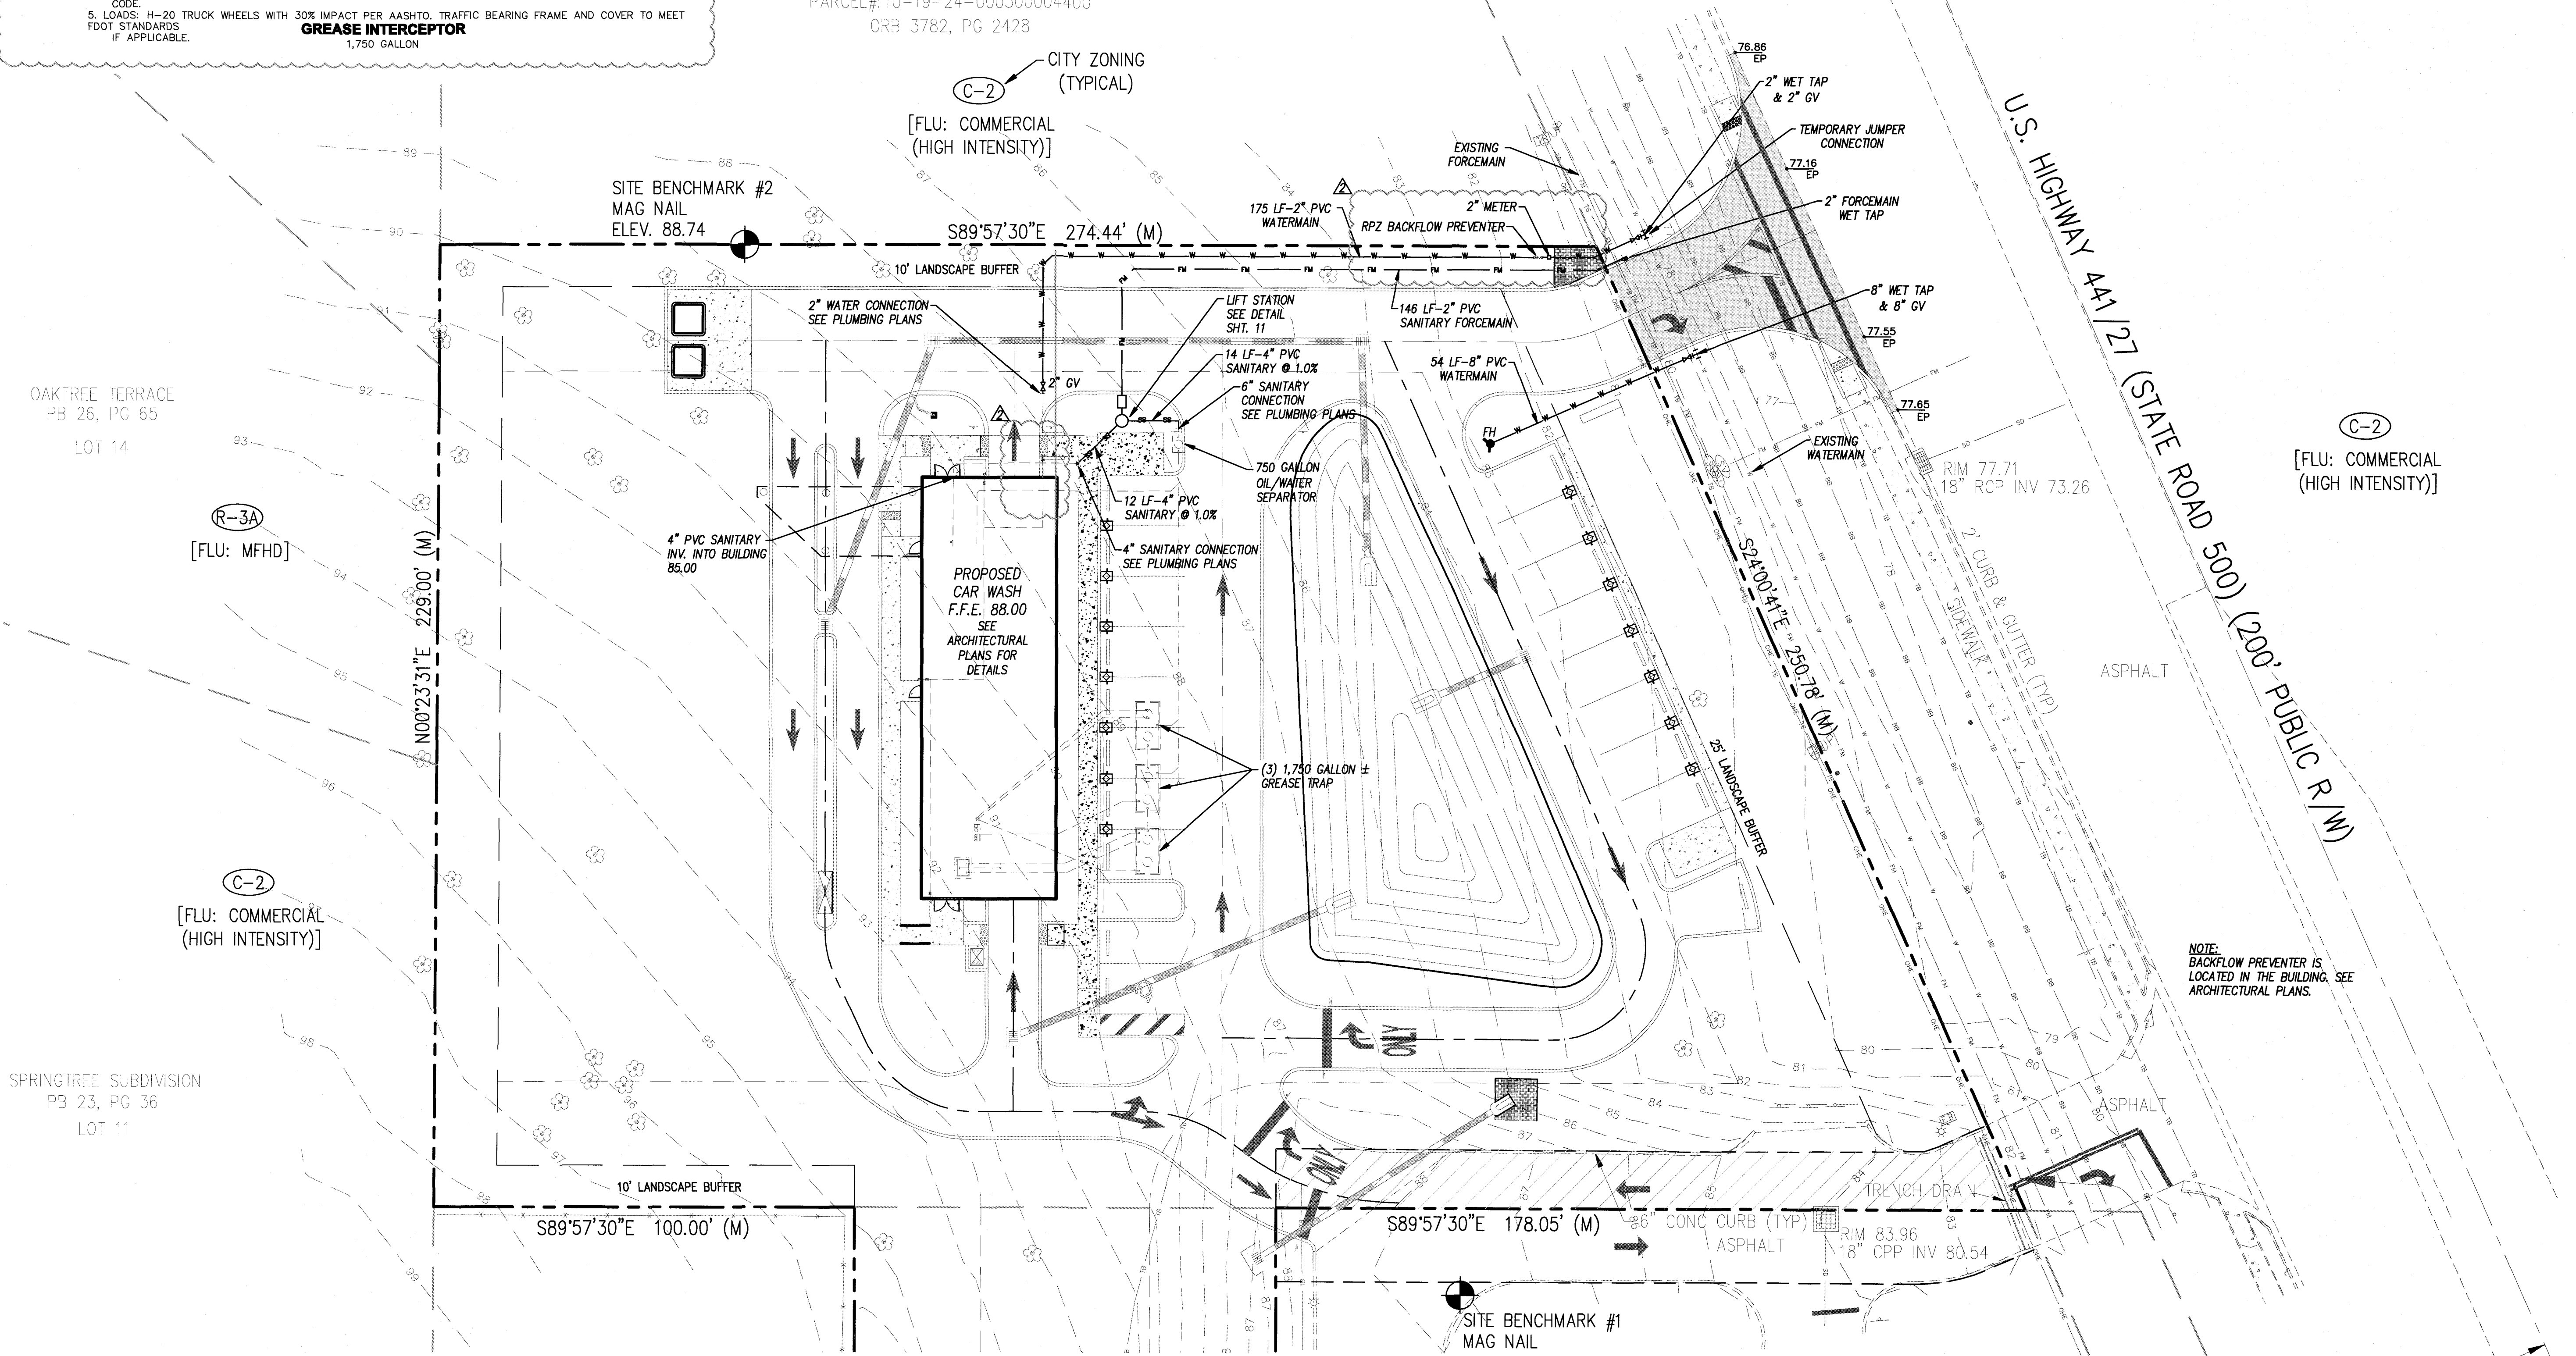 CODE.
5. LOADS: H-20 TRUCK WHEELS WITH 30% IMPACT PER AASHTO. TRAFFIC BEARING FRAME AND COVER TO MEET
FDOT STANDARDS
IF APPLICABLE.
GREASE INTERCEPTOR
1,750 GALLON
ORB 3782, PG 2428
CITY ZONING
(TYPICAL)
C-2
[FLU: COMMERCIAL
(HIGH INTENSITY)]
SITE BENCHMARK #2
MAG NAIL
ELEV. 88.74
S89°57'30"E 274.44' (M)
10' LANDSCAPE BUFFER
2" WATER CONNECTION
SEE PLUMBING PLANS
2" GV
LIFT STATION
SEE DETAIL
SHT. 11
14 LF-4" PVC
SANITARY @ 1.0%
6" SANITARY
CONNECTION
SEE PLUMBING PLANS
750 GALLON
OIL/WATER
SEPARATOR
12 LF-4" PVC
SANITARY @ 1.0%
4" SANITARY CONNECTION
SEE PLUMBING PLANS
4" PVC SANITARY
INV. INTO BUILDING
85.00
PROPOSED
CAR WASH
F.F.E. 88.00
SEE
ARCHITECTURAL
PLANS FOR
DETAILS
(3) 1,750 GALLON ±
GREASE TRAP
175 LF-2" PVC
WATERMAIN
2
2" METER
RPZ BACKFLOW PREVENTER
146 LF-2" PVC
SANITARY FORCEMAIN
2
EXISTING
FORCEMAIN
54 LF-8" PVC
WATERMAIN
FH
76.86
EP
2" WET TAP
& 2" GV
TEMPORARY JUMPER
CONNECTION
77.16
EP
2" FORCEMAIN
WET TAP
8" WET TAP
& 8" GV
77.55
EP
77.65
EP
EXISTING
WATERMAIN
RIM 77.71
18" RCP INV 73.26
U.S. HIGHWAY 441/27 (STATE ROAD 500) (200' PUBLIC R/W)
C-2
[FLU: COMMERCIAL
(HIGH INTENSITY)]
2' CURB & GUTTER (TYP)
SIDEWALK
ASPHALT
S24°00'41"E 250.78' (M)
25' LANDSCAPE BUFFER
OAKTREE TERRACE
PB 26, PG 65
LOT 14
R-3A
[FLU: MFHD]
N00°23'31"E 229.00' (M)
C-2
[FLU: COMMERCIAL
(HIGH INTENSITY)]
SPRINGTREE SUBDIVISION
PB 23, PG 36
LOT 11
NOTE:
BACKFLOW PREVENTER IS
LOCATED IN THE BUILDING. SEE
ARCHITECTURAL PLANS.
ONLY
ONLY
10' LANDSCAPE BUFFER
S89°57'30"E 100.00' (M)
S89°57'30"E 178.05' (M)
6" CONC CURB (TYP)
ASPHALT
TRENCH DRAIN
RIM 83.96
18" CPP INV 80.54
ASPHALT
SITE BENCHMARK #1
MAG NAIL